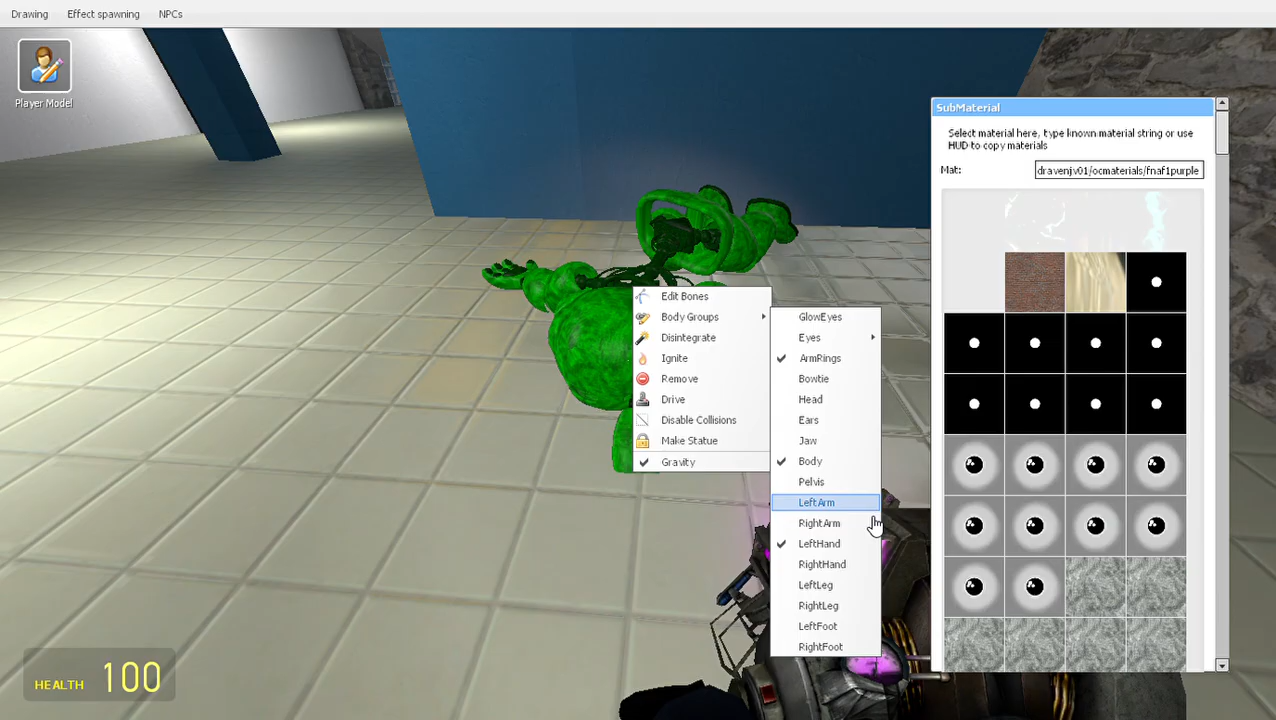 Drawing Effect spawning NPCs
Player Model
SubMaterial
Select material here, type known material string or use
HUD to copy materials
Mat: dravenjv01/ocmaterials/fnaf1purple
Edit Bones
Body Groups
Disintegrate
Ignite
Remove
Drive
Disable Collisions
Make Statue
Gravity
GlowEyes
Eyes
ArmRings
Bowtie
Head
Ears
Jaw
Body
Pelvis
LeftArm
RightArm
LeftHand
RightHand
LeftLeg
RightLeg
LeftFoot
RightFoot
HEALTH 100